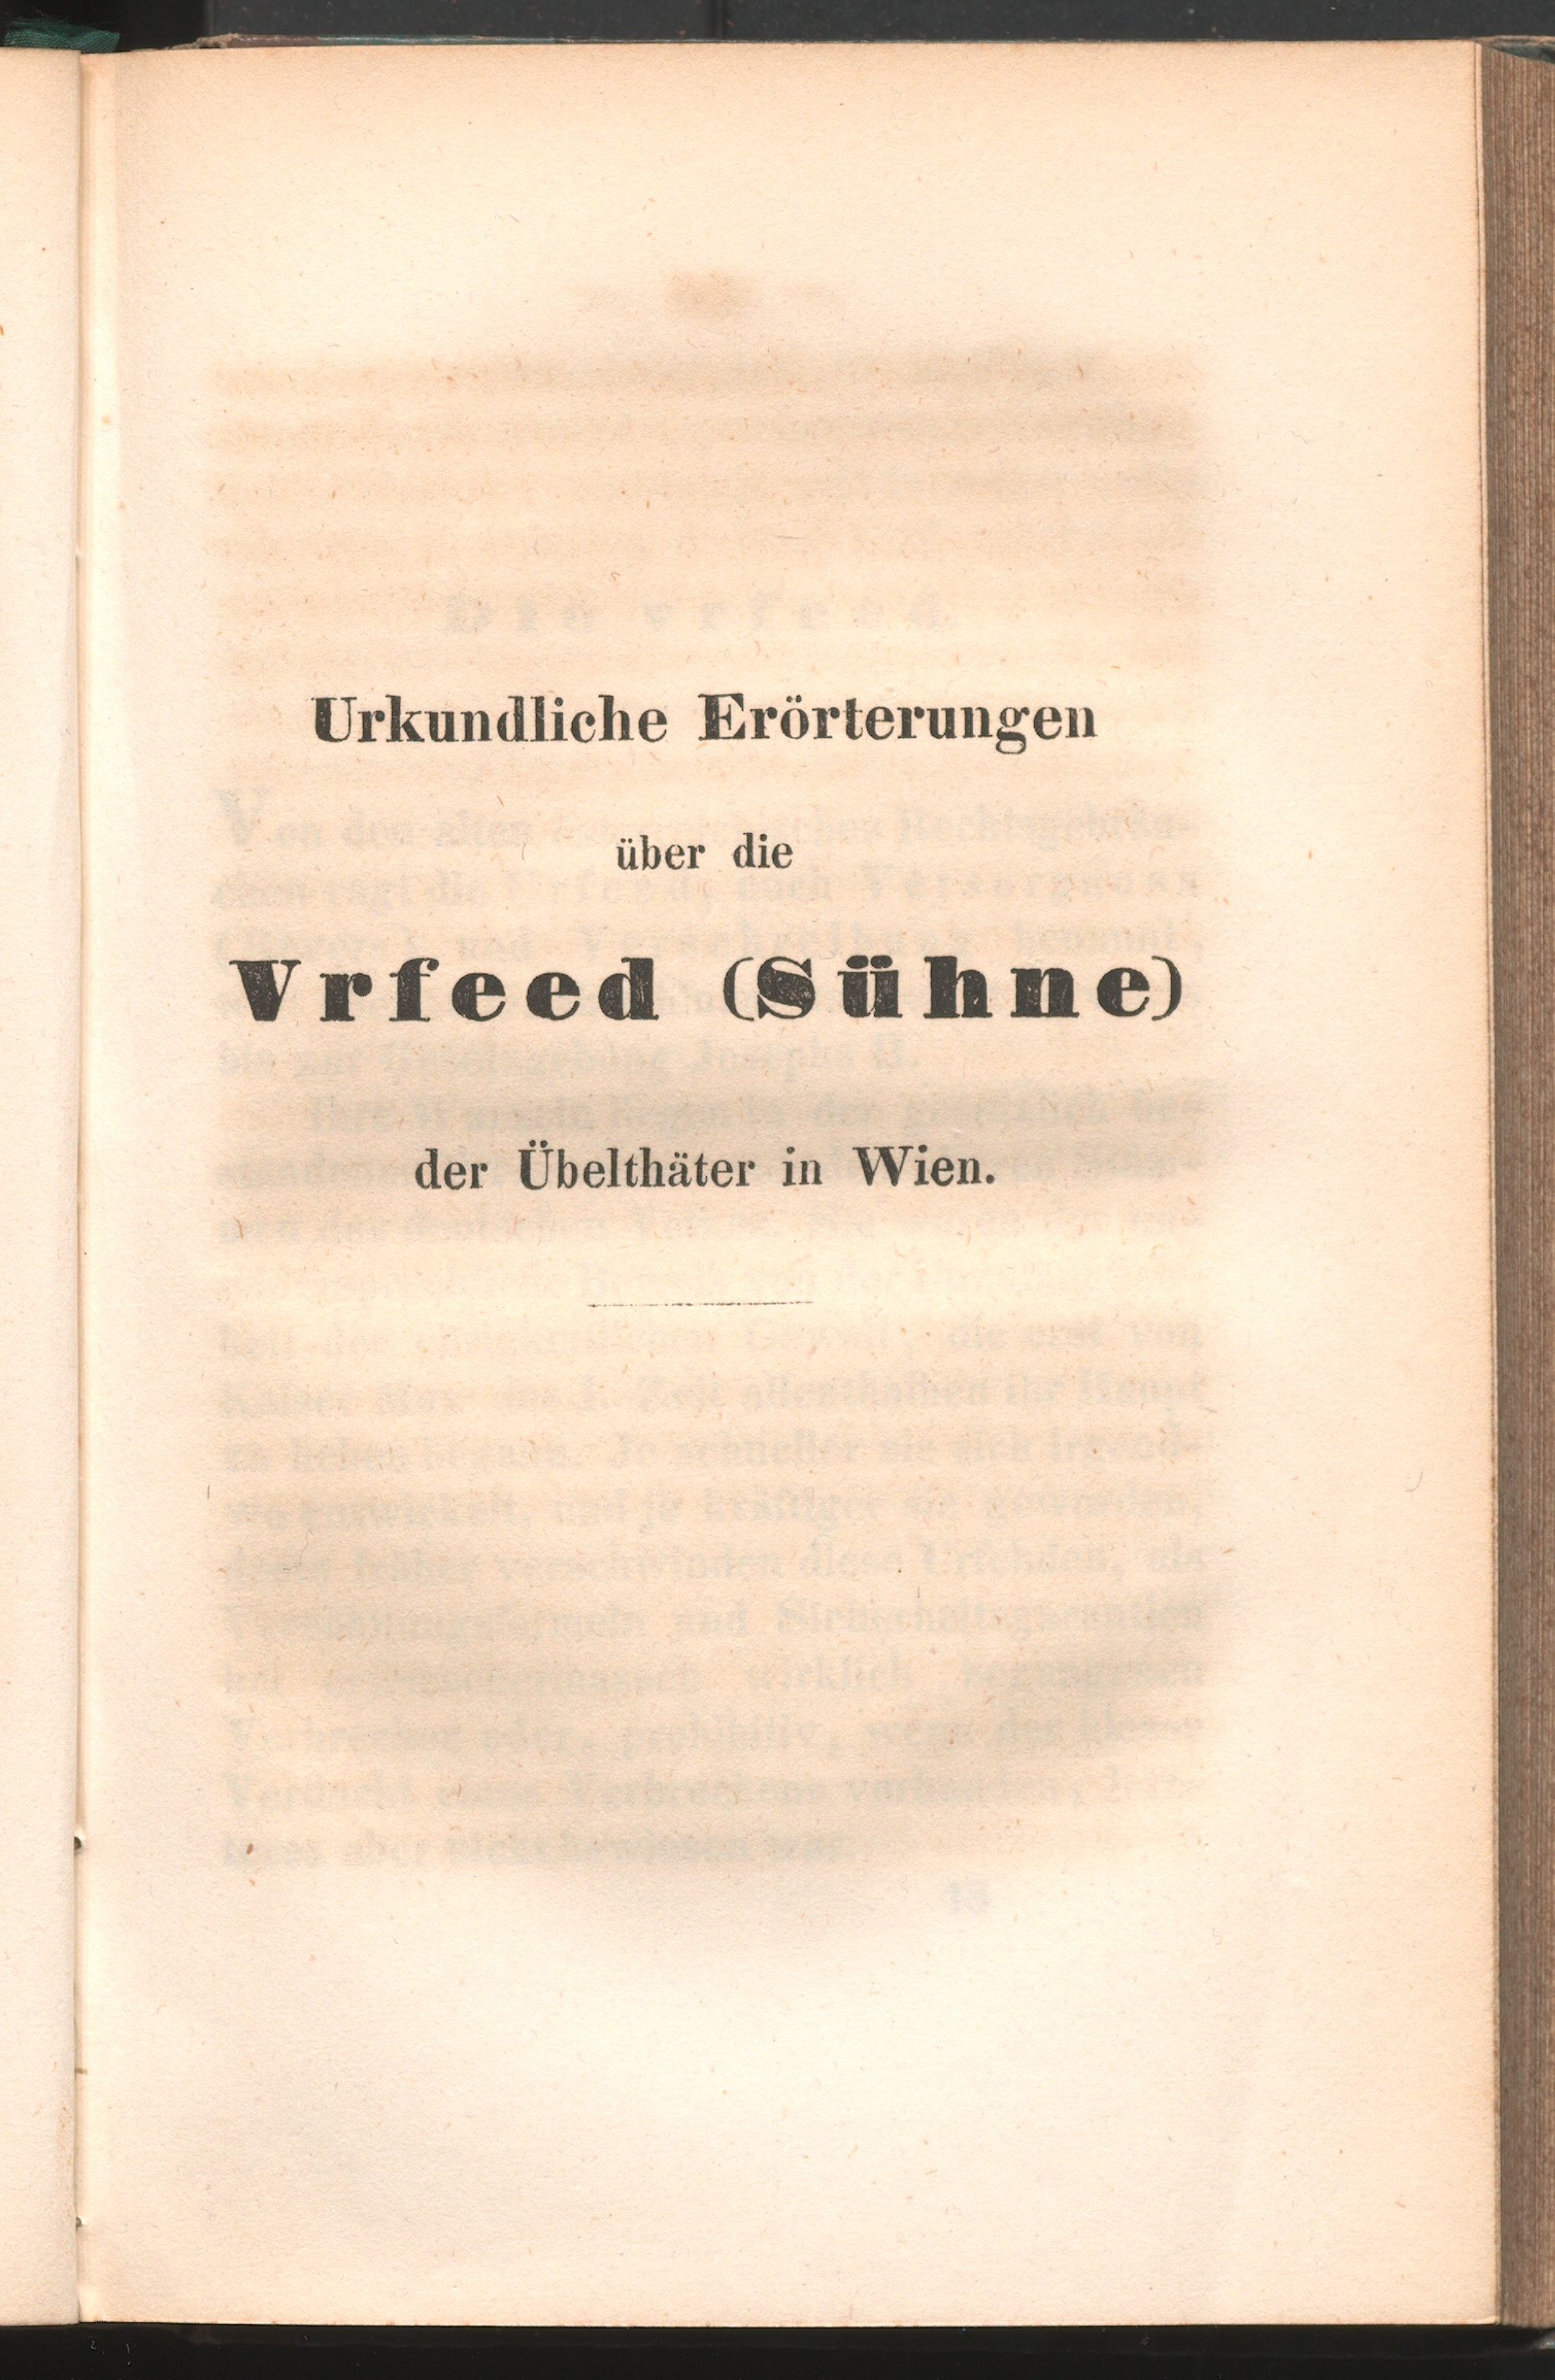 Urkundliche Erörterungen
über die
Vrfeed (Sühne)
der Übelthäter in Wien.